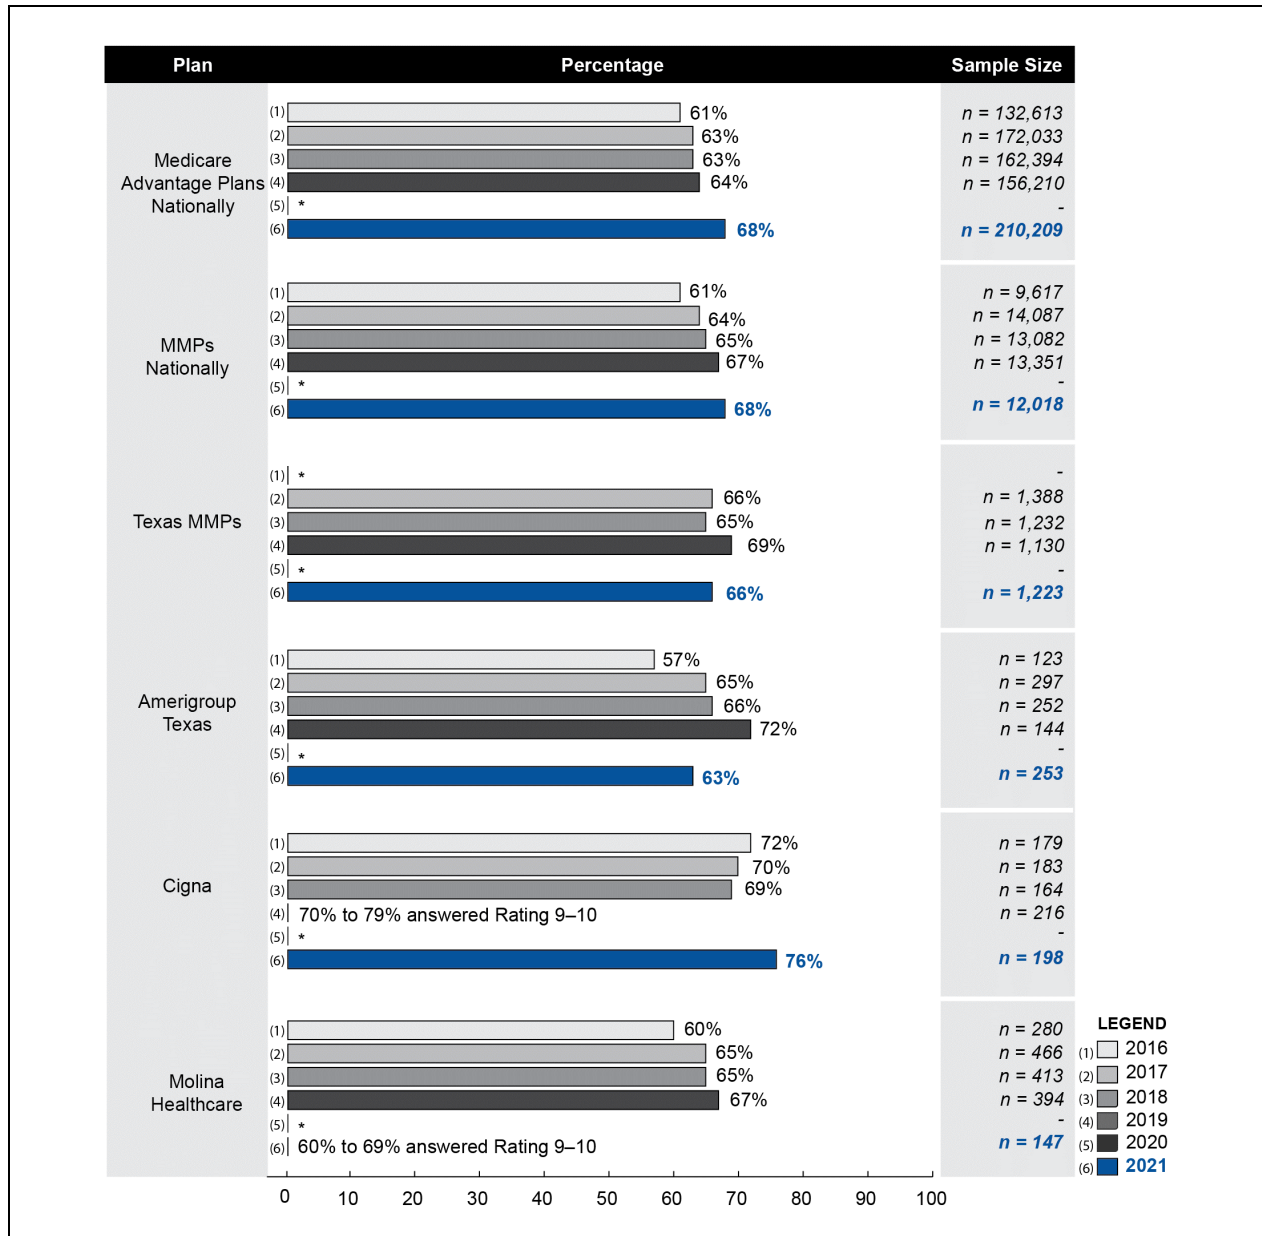 Plan Percentage Sample Size
Medicare
Advantage Plans
Nationally
(1) 61% n = 132,613
(2) 63% n = 172,033
(3) 63% n = 162,394
(4) 64% n = 156,210
(5) * -
(6) 68% n = 210,209
MMPs
Nationally
(1) 61% n = 9,617
(2) 64% n = 14,087
(3) 65% n = 13,082
(4) 67% n = 13,351
(5) * -
(6) 68% n = 12,018
Texas MMPs
(1) * -
(2) 66% n = 1,388
(3) 65% n = 1,232
(4) 69% n = 1,130
(5) * -
(6) 66% n = 1,223
Amerigroup
Texas
(1) 57% n = 123
(2) 65% n = 297
(3) 66% n = 252
(4) 72% n = 144
(5) * -
(6) 63% n = 253
Cigna
(1) 72% n = 179
(2) 70% n = 183
(3) 69% n = 164
(4) 70% to 79% answered Rating 9–10 n = 216
(5) * -
(6) 76% n = 198
Molina
Healthcare
(1) 60% n = 280
(2) 65% n = 466
(3) 65% n = 413
(4) 67% n = 394
(5) * -
(6) 60% to 69% answered Rating 9–10 n = 147
0 10 20 30 40 50 60 70 80 90 100
LEGEND
(1) 2016
(2) 2017
(3) 2018
(4) 2019
(5) 2020
(6) 2021